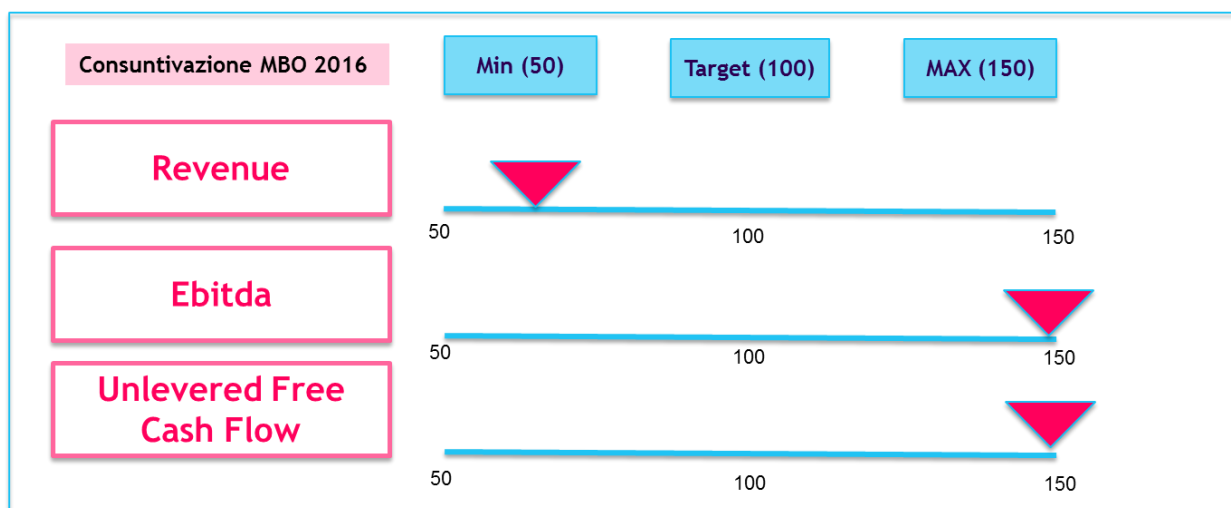 Consuntivazione MBO 2016
Min (50)
Target (100)
MAX (150)
Revenue
50
100
150
Ebitda
50
100
150
Unlevered Free
Cash Flow
50
100
150